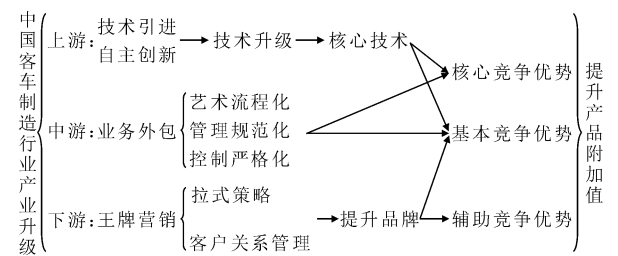 中国客车制造行业产业升级
上游：技术引进
自主创新
技术升级
核心技术
核心竞争优势
中游：业务外包
艺术流程化
管理规范化
控制严格化
基本竞争优势
下游：王牌营销
拉式策略
客户关系管理
提升品牌
辅助竞争优势
提升产品附加值